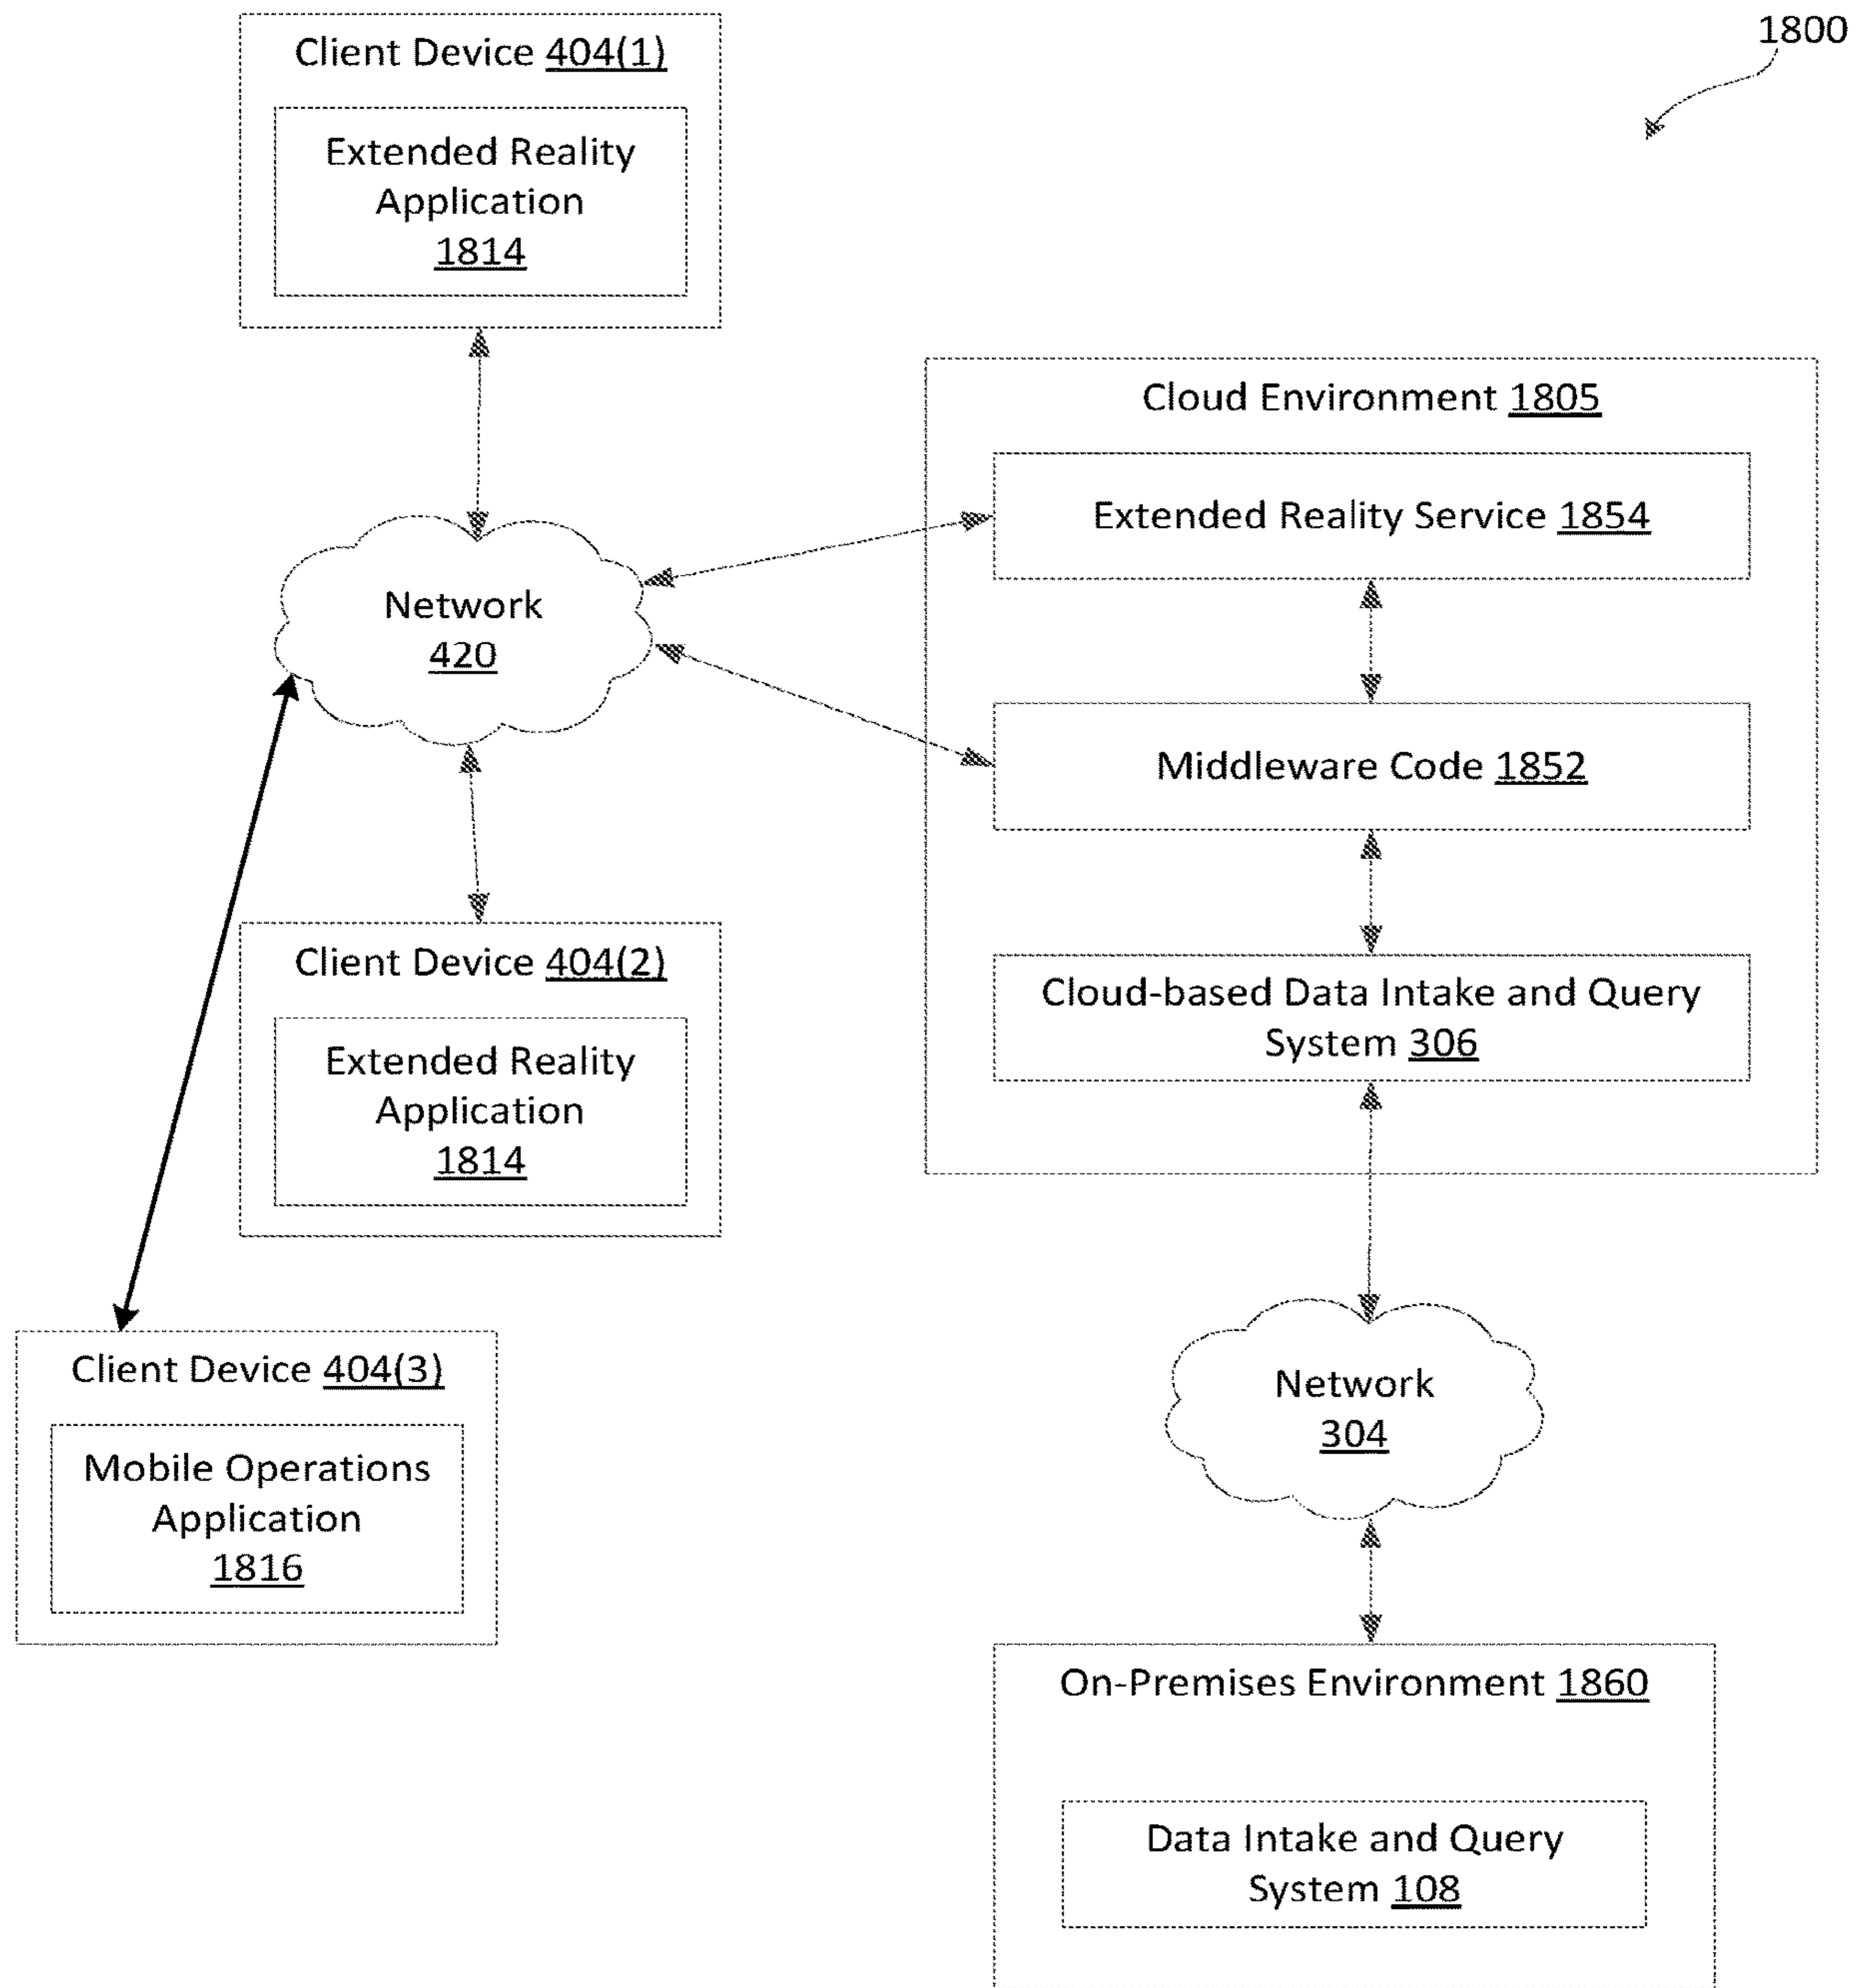 1800
Client Device 404(1)
Extended Reality
Application
1814
Network
420
Client Device 404(2)
Extended Reality
Application
1814
Client Device 404(3)
Mobile Operations
Application
1816
Cloud Environment 1805
Extended Reality Service 1854
Middleware Code 1852
Cloud-based Data Intake and Query
System 306
Network
304
On-Premises Environment 1860
Data Intake and Query
System 108